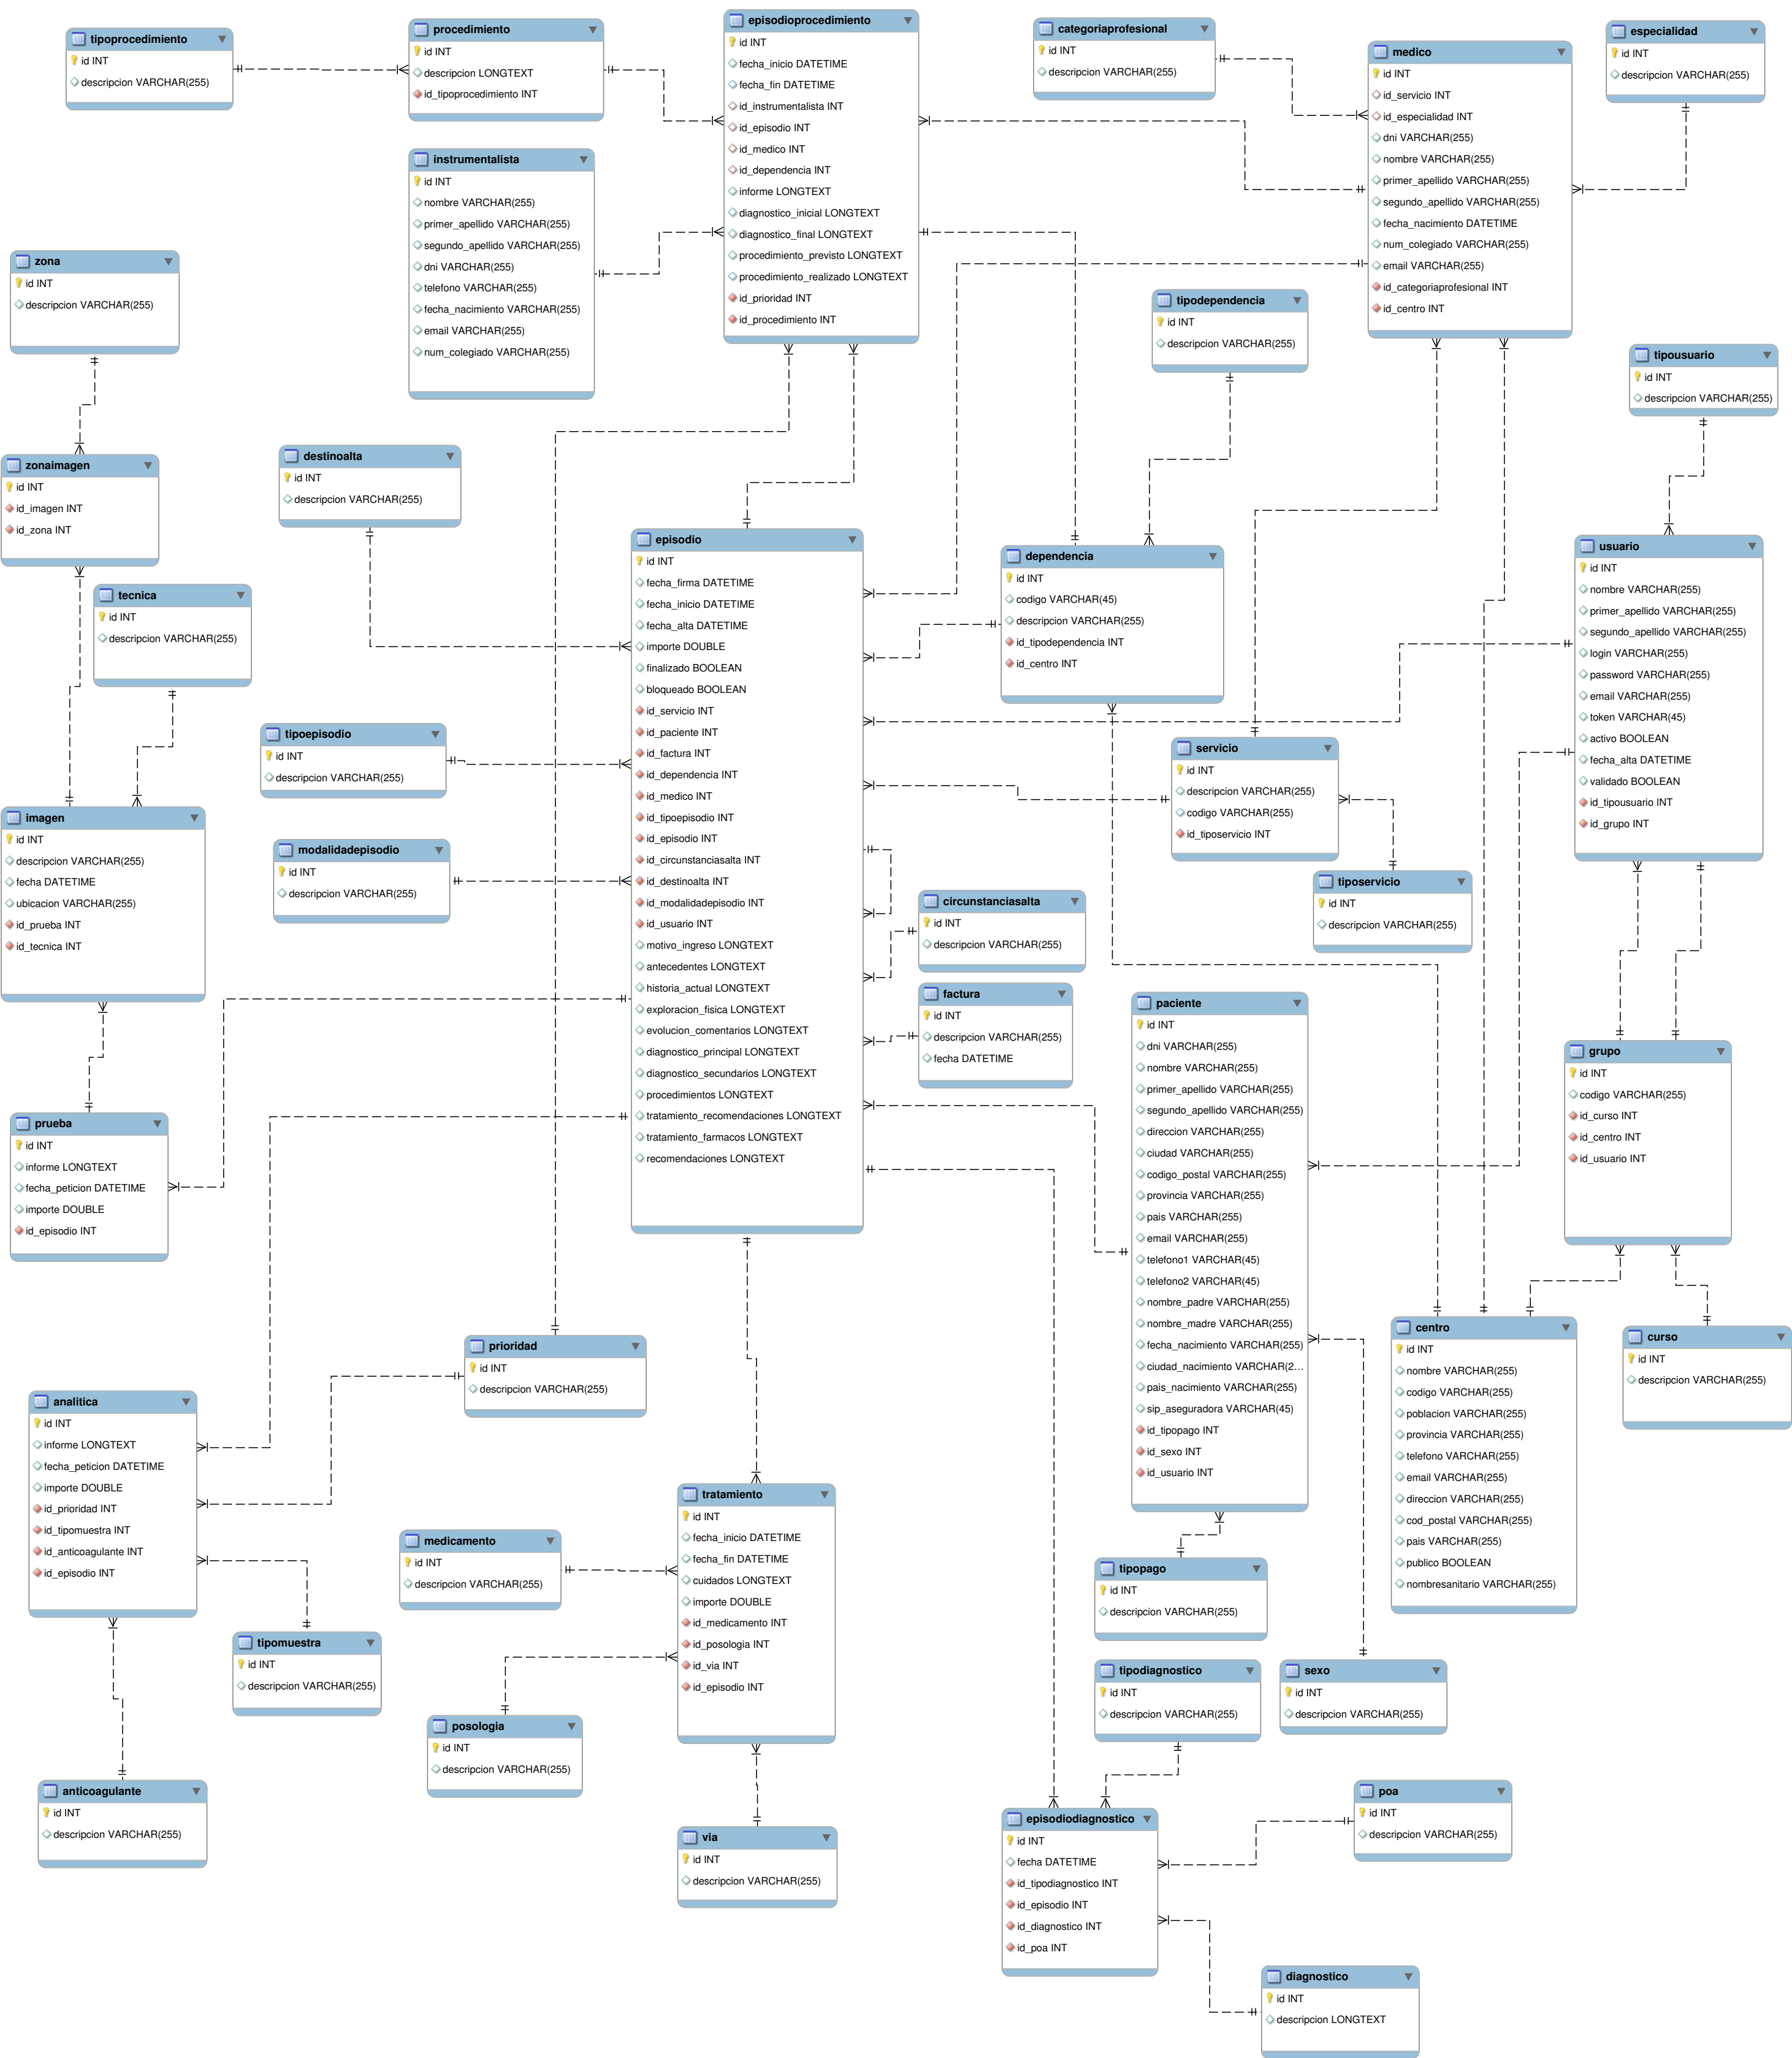 tipoprocedimiento
id INT
descripcion VARCHAR(255)
procedimiento
id INT
descripcion LONGTEXT
id_tipoprocedimiento INT
episodioprocedimiento
id INT
fecha_inicio DATETIME
fecha_fin DATETIME
id_instrumentalista INT
id_episodio INT
id_medico INT
id_dependencia INT
informe LONGTEXT
diagnostico_inicial LONGTEXT
diagnostico_final LONGTEXT
procedimiento_previsto LONGTEXT
procedimiento_realizado LONGTEXT
id_prioridad INT
id_procedimiento INT
categoriaprofesional
id INT
descripcion VARCHAR(255)
medico
id INT
id_servicio INT
id_especialidad INT
dni VARCHAR(255)
nombre VARCHAR(255)
primer_apellido VARCHAR(255)
segundo_apellido VARCHAR(255)
fecha_nacimiento DATETIME
num_colegiado VARCHAR(255)
email VARCHAR(255)
id_categoriaprofesional INT
id_centro INT
especialidad
id INT
descripcion VARCHAR(255)
instrumentalista
id INT
nombre VARCHAR(255)
primer_apellido VARCHAR(255)
segundo_apellido VARCHAR(255)
dni VARCHAR(255)
telefono VARCHAR(255)
fecha_nacimiento VARCHAR(255)
email VARCHAR(255)
num_colegiado VARCHAR(255)
zona
id INT
descripcion VARCHAR(255)
tipodependencia
id INT
descripcion VARCHAR(255)
tipousuario
id INT
descripcion VARCHAR(255)
zonaimagen
id INT
id_imagen INT
id_zona INT
destinoalta
id INT
descripcion VARCHAR(255)
tecnica
id INT
descripcion VARCHAR(255)
episodio
id INT
fecha_firma DATETIME
fecha_inicio DATETIME
fecha_alta DATETIME
importe DOUBLE
finalizado BOOLEAN
bloqueado BOOLEAN
id_servicio INT
id_paciente INT
id_factura INT
id_dependencia INT
id_medico INT
id_tipoepisodio INT
id_episodio INT
id_circunstanciasalta INT
id_destinoalta INT
id_modalidadepisodio INT
id_usuario INT
motivo_ingreso LONGTEXT
antecedentes LONGTEXT
historia_actual LONGTEXT
exploracion_fisica LONGTEXT
evolucion_comentarios LONGTEXT
diagnostico_principal LONGTEXT
diagnostico_secundarios LONGTEXT
procedimientos LONGTEXT
tratamiento_recomendaciones LONGTEXT
tratamiento_farmacos LONGTEXT
recomendaciones LONGTEXT
dependencia
id INT
codigo VARCHAR(45)
descripcion VARCHAR(255)
id_tipodependencia INT
id_centro INT
usuario
id INT
nombre VARCHAR(255)
primer_apellido VARCHAR(255)
segundo_apellido VARCHAR(255)
login VARCHAR(255)
password VARCHAR(255)
email VARCHAR(255)
token VARCHAR(45)
activo BOOLEAN
fecha_alta DATETIME
validado BOOLEAN
id_tipousuario INT
id_grupo INT
tipoepisodio
id INT
descripcion VARCHAR(255)
servicio
id INT
descripcion VARCHAR(255)
codigo VARCHAR(255)
id_tiposervicio INT
imagen
id INT
descripcion VARCHAR(255)
fecha DATETIME
ubicacion VARCHAR(255)
id_prueba INT
id_tecnica INT
modalidadepisodio
id INT
descripcion VARCHAR(255)
tiposervicio
id INT
descripcion VARCHAR(255)
circunstanciasalta
id INT
descripcion VARCHAR(255)
factura
id INT
descripcion VARCHAR(255)
fecha DATETIME
paciente
id INT
dni VARCHAR(255)
nombre VARCHAR(255)
primer_apellido VARCHAR(255)
segundo_apellido VARCHAR(255)
direccion VARCHAR(255)
ciudad VARCHAR(255)
codigo_postal VARCHAR(255)
provincia VARCHAR(255)
pais VARCHAR(255)
email VARCHAR(255)
telefono1 VARCHAR(45)
telefono2 VARCHAR(45)
nombre_padre VARCHAR(255)
nombre_madre VARCHAR(255)
fecha_nacimiento VARCHAR(255)
ciudad_nacimiento VARCHAR(2...
pais_nacimiento VARCHAR(255)
sip_aseguradora VARCHAR(45)
id_tipopago INT
id_sexo INT
id_usuario INT
grupo
id INT
codigo VARCHAR(255)
id_curso INT
id_centro INT
id_usuario INT
prueba
id INT
informe LONGTEXT
fecha_peticion DATETIME
importe DOUBLE
id_episodio INT
prioridad
id INT
descripcion VARCHAR(255)
centro
id INT
nombre VARCHAR(255)
codigo VARCHAR(255)
poblacion VARCHAR(255)
provincia VARCHAR(255)
telefono VARCHAR(255)
email VARCHAR(255)
direccion VARCHAR(255)
cod_postal VARCHAR(255)
pais VARCHAR(255)
publico BOOLEAN
nombresanitario VARCHAR(255)
curso
id INT
descripcion VARCHAR(255)
analitica
id INT
informe LONGTEXT
fecha_peticion DATETIME
importe DOUBLE
id_prioridad INT
id_tipomuestra INT
id_anticoagulante INT
id_episodio INT
tratamiento
id INT
fecha_inicio DATETIME
fecha_fin DATETIME
cuidados LONGTEXT
importe DOUBLE
id_medicamento INT
id_posologia INT
id_via INT
id_episodio INT
medicamento
id INT
descripcion VARCHAR(255)
tipopago
id INT
descripcion VARCHAR(255)
tipomuestra
id INT
descripcion VARCHAR(255)
tipodiagnostico
id INT
descripcion VARCHAR(255)
sexo
id INT
descripcion VARCHAR(255)
posologia
id INT
descripcion VARCHAR(255)
anticoagulante
id INT
descripcion VARCHAR(255)
via
id INT
descripcion VARCHAR(255)
episodiodiagnostico
id INT
fecha DATETIME
id_tipodiagnostico INT
id_episodio INT
id_diagnostico INT
id_poa INT
poa
id INT
descripcion VARCHAR(255)
diagnostico
id INT
descripcion LONGTEXT